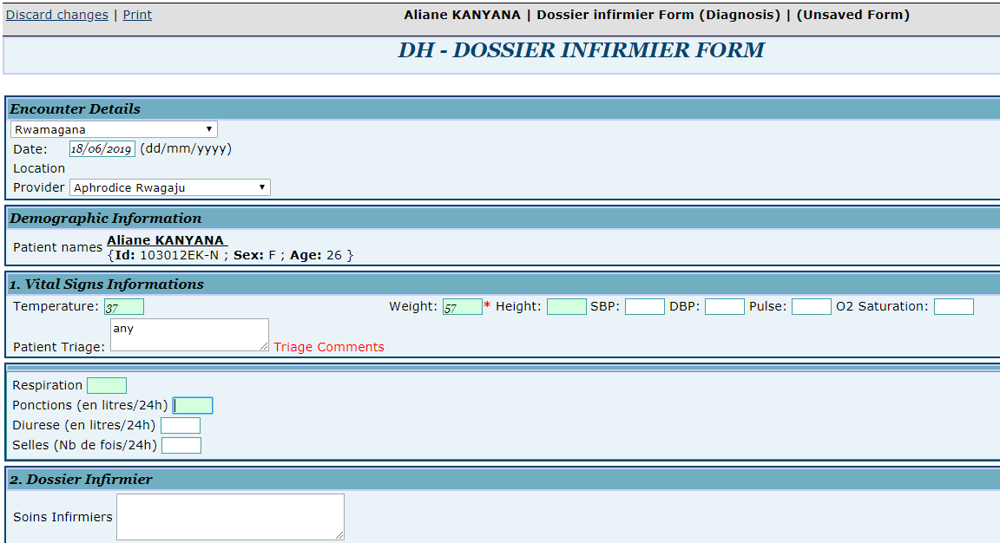 Discard changes | Print Aliane KANYANA | Dossier infirmier Form (Diagnosis) | (Unsaved Form)
DH - DOSSIER INFIRMIER FORM
Encounter Details
Rwamagana
Date: 18/06/2019 (dd/mm/yyyy)
Location
Provider Aphrodice Rwagaju
Demographic Information
Patient names Aliane KANYANA
{Id: 103012EK-N ; Sex: F ; Age: 26 }
1. Vital Signs Informations
Temperature: 37 Weight: 57 * Height: SBP: DBP: Pulse: O2 Saturation:
any
Patient Triage: Triage Comments
Respiration
Ponctions (en litres/24h)
Diurese (en litres/24h)
Selles (Nb de fois/24h)
2. Dossier Infirmier
Soins Infirmiers